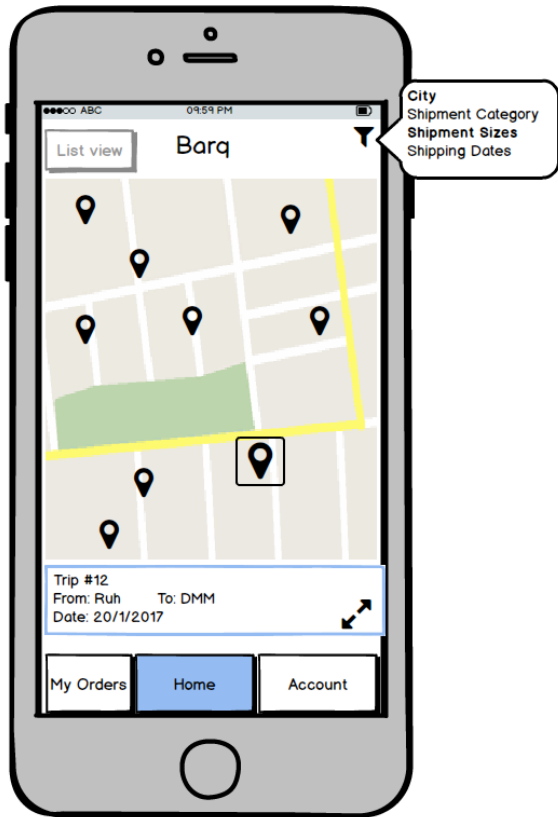 ABC 09:59 PM
City
Shipment Category
Shipment Sizes
Shipping Dates
List view
Barq
Trip #12
From: Ruh To: DMM
Date: 20/1/2017
My Orders
Home
Account